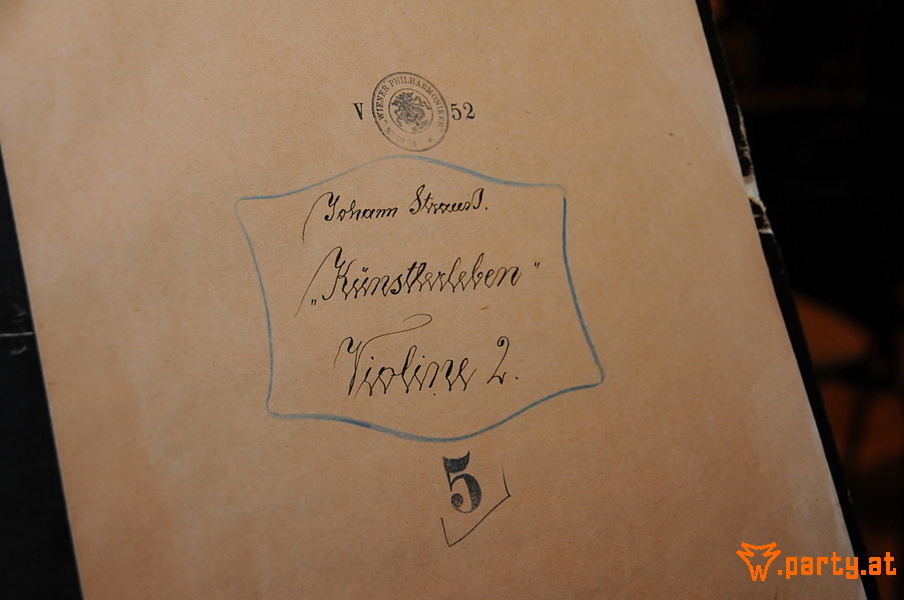 V 52
WIENER PHILHARMONIKER
Johann Strauß.
„Künstlerleben"
Violine 2.
5
party.at